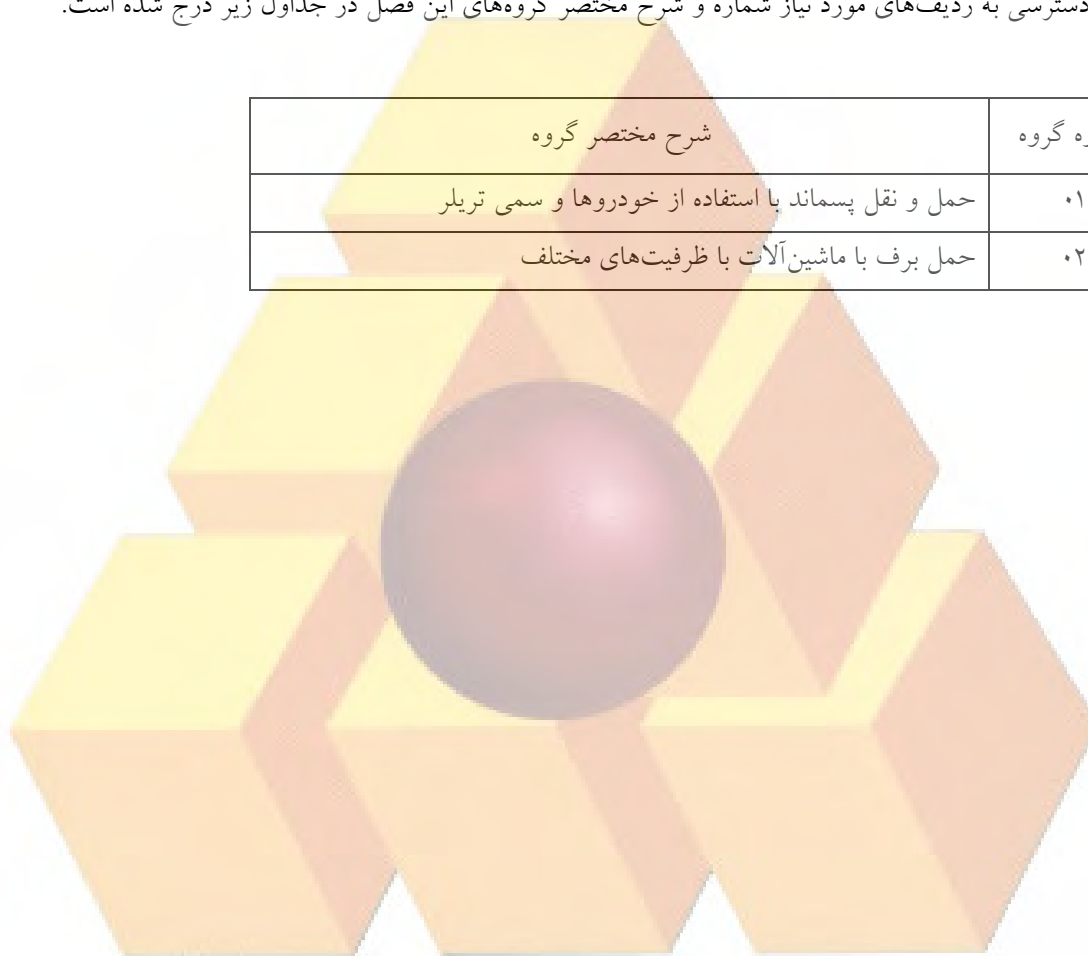 دسترسی به ردیف‌های مورد نیاز شماره و شرح مختصر گروه‌های این فصل در جداول زیر درج شده است.
گروه شرح مختصر گروه
۰۱ حمل و نقل پسماند با استفاده از خودروها و سمی تریلر
۰۲ حمل برف با ماشین‌آلات با ظرفیت‌های مختلف